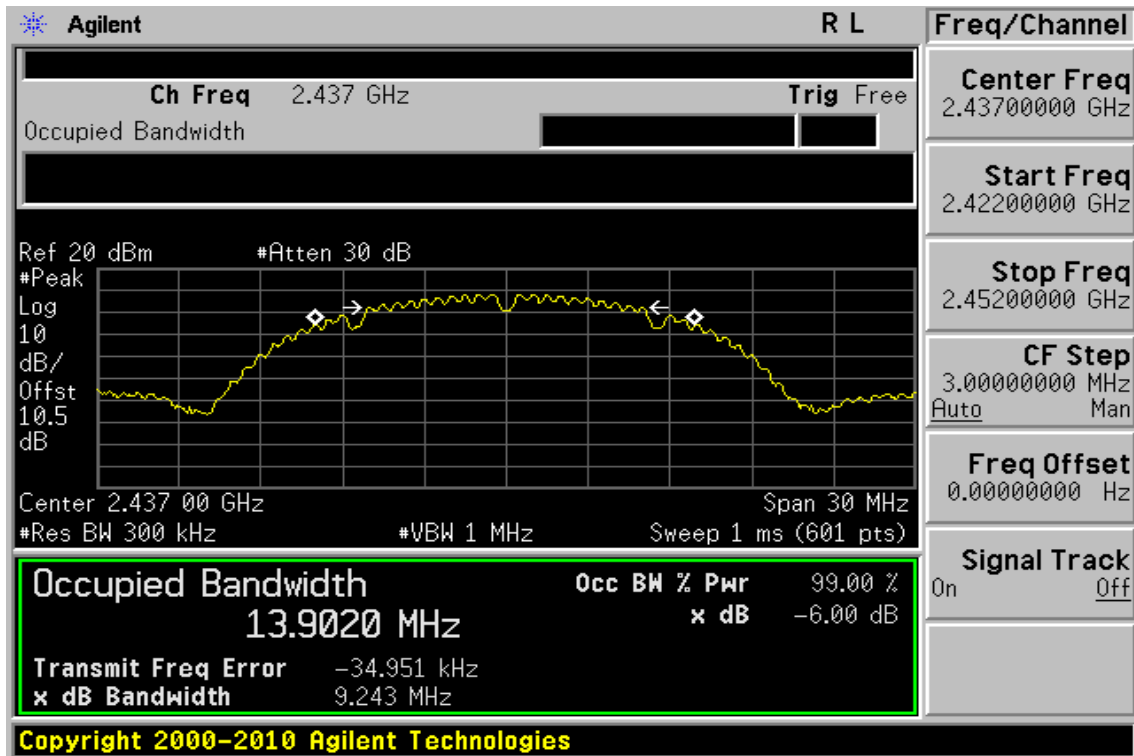 Agilent
R L
Freq/Channel
Ch Freq 2.437 GHz
Trig Free
Occupied Bandwidth
Center Freq
2.43700000 GHz
Start Freq
2.42200000 GHz
Stop Freq
2.45200000 GHz
CF Step
3.00000000 MHz
Auto Man
Freq Offset
0.00000000 Hz
Signal Track
On Off
Ref 20 dBm
#Atten 30 dB
#Peak
Log
10
dB/
Offst
10.5
dB
Center 2.437 00 GHz
Span 30 MHz
#Res BW 300 kHz
#VBW 1 MHz
Sweep 1 ms (601 pts)
Occupied Bandwidth
13.9020 MHz
Occ BW % Pwr 99.00 %
x dB -6.00 dB
Transmit Freq Error -34.951 kHz
x dB Bandwidth 9.243 MHz
Copyright 2000-2010 Agilent Technologies